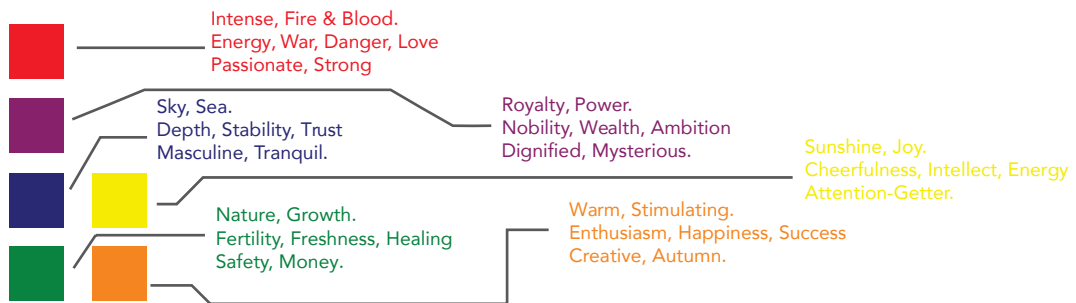 Intense, Fire & Blood.
Energy, War, Danger, Love
Passionate, Strong
Sky, Sea.
Depth, Stability, Trust
Masculine, Tranquil.
Royalty, Power.
Nobility, Wealth, Ambition
Dignified, Mysterious.
Sunshine, Joy.
Cheerfulness, Intellect, Energy
Attention-Getter.
Nature, Growth.
Fertility, Freshness, Healing
Safety, Money.
Warm, Stimulating.
Enthusiasm, Happiness, Success
Creative, Autumn.